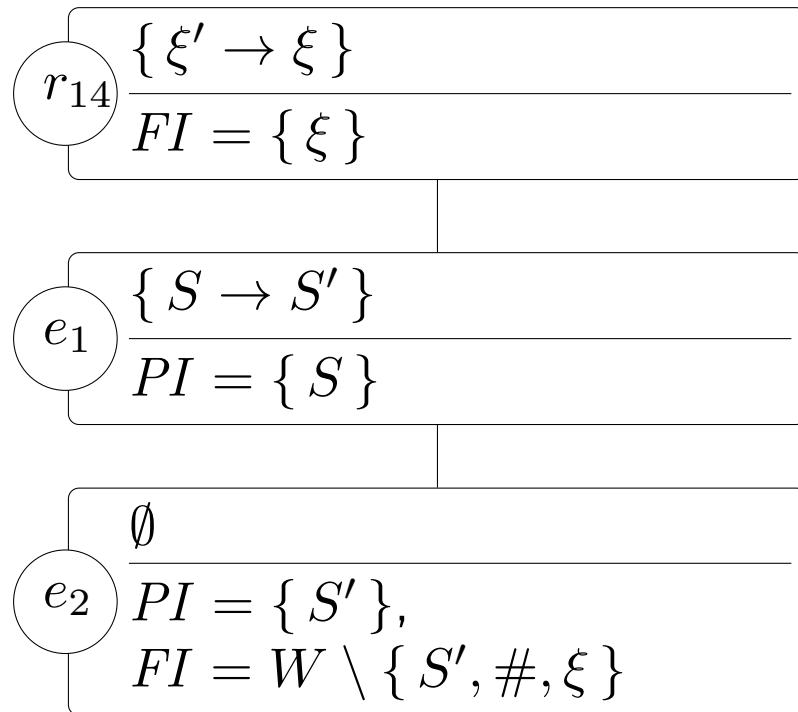 { ξ′ → ξ }
r₁₄
FI = { ξ }
{ S → S′ }
e₁
PI = { S }
∅
e₂
PI = { S′ },
FI = W \ { S′, #, ξ }